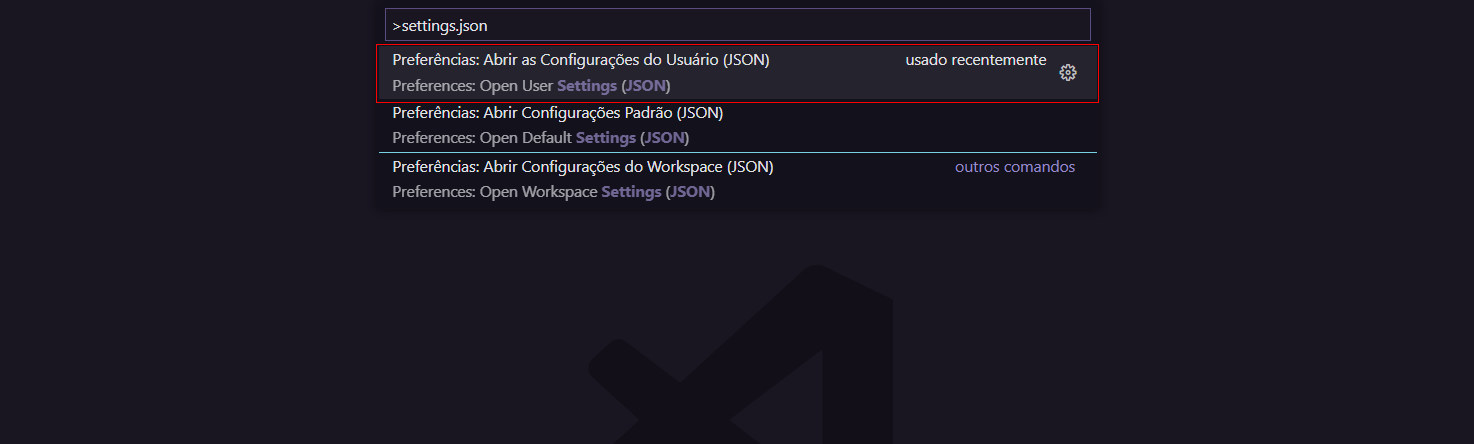 >settings.json
Preferências: Abrir as Configurações do Usuário (JSON) usado recentemente
Preferences: Open User Settings (JSON)
Preferências: Abrir Configurações Padrão (JSON)
Preferences: Open Default Settings (JSON)
Preferências: Abrir Configurações do Workspace (JSON) outros comandos
Preferences: Open Workspace Settings (JSON)